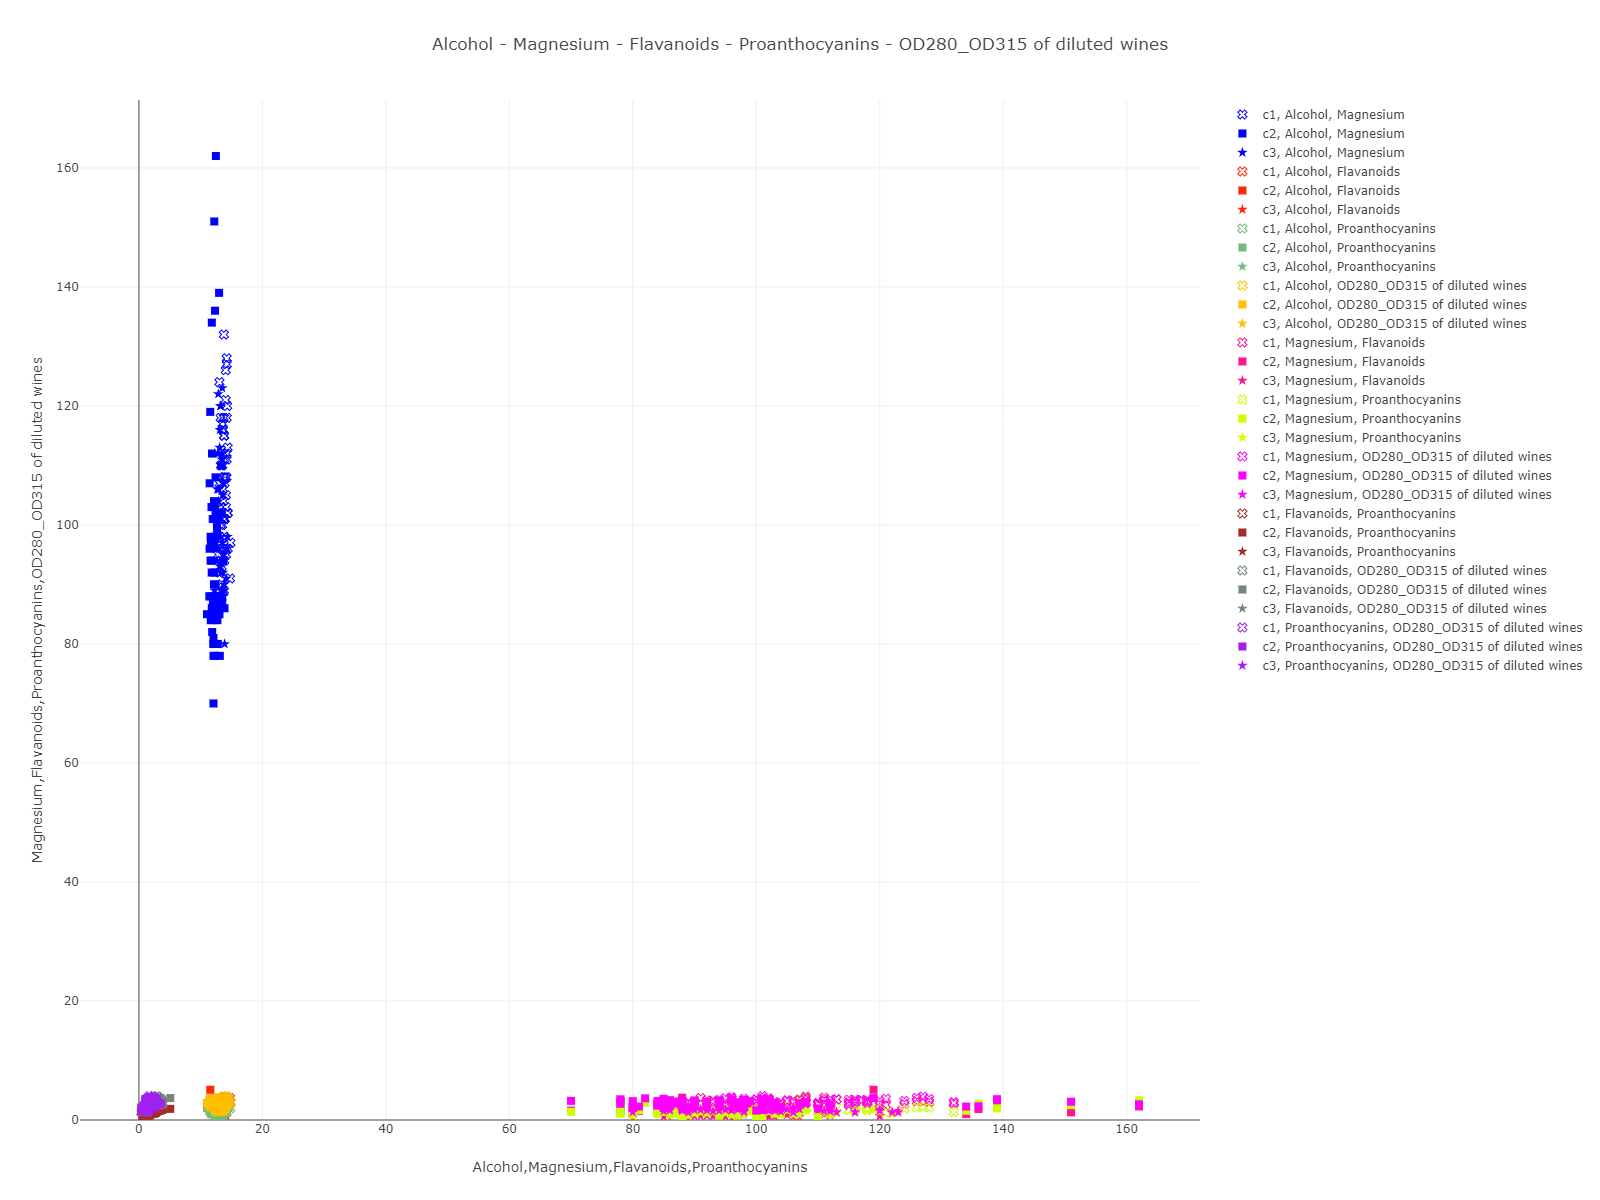 Alcohol - Magnesium - Flavanoids - Proanthocyanins - OD280_OD315 of diluted wines
c1, Alcohol, Magnesium
c2, Alcohol, Magnesium
c3, Alcohol, Magnesium
c1, Alcohol, Flavanoids
c2, Alcohol, Flavanoids
c3, Alcohol, Flavanoids
c1, Alcohol, Proanthocyanins
c2, Alcohol, Proanthocyanins
c3, Alcohol, Proanthocyanins
c1, Alcohol, OD280_OD315 of diluted wines
c2, Alcohol, OD280_OD315 of diluted wines
c3, Alcohol, OD280_OD315 of diluted wines
c1, Magnesium, Flavanoids
c2, Magnesium, Flavanoids
c3, Magnesium, Flavanoids
c1, Magnesium, Proanthocyanins
c2, Magnesium, Proanthocyanins
c3, Magnesium, Proanthocyanins
c1, Magnesium, OD280_OD315 of diluted wines
c2, Magnesium, OD280_OD315 of diluted wines
c3, Magnesium, OD280_OD315 of diluted wines
c1, Flavanoids, Proanthocyanins
c2, Flavanoids, Proanthocyanins
c3, Flavanoids, Proanthocyanins
c1, Flavanoids, OD280_OD315 of diluted wines
c2, Flavanoids, OD280_OD315 of diluted wines
c3, Flavanoids, OD280_OD315 of diluted wines
c1, Proanthocyanins, OD280_OD315 of diluted wines
c2, Proanthocyanins, OD280_OD315 of diluted wines
c3, Proanthocyanins, OD280_OD315 of diluted wines
Magnesium,Flavanoids,Proanthocyanins,OD280_OD315 of diluted wines
160
140
120
100
80
60
40
20
0
0 20 40 60 80 100 120 140 160
Alcohol,Magnesium,Flavanoids,Proanthocyanins